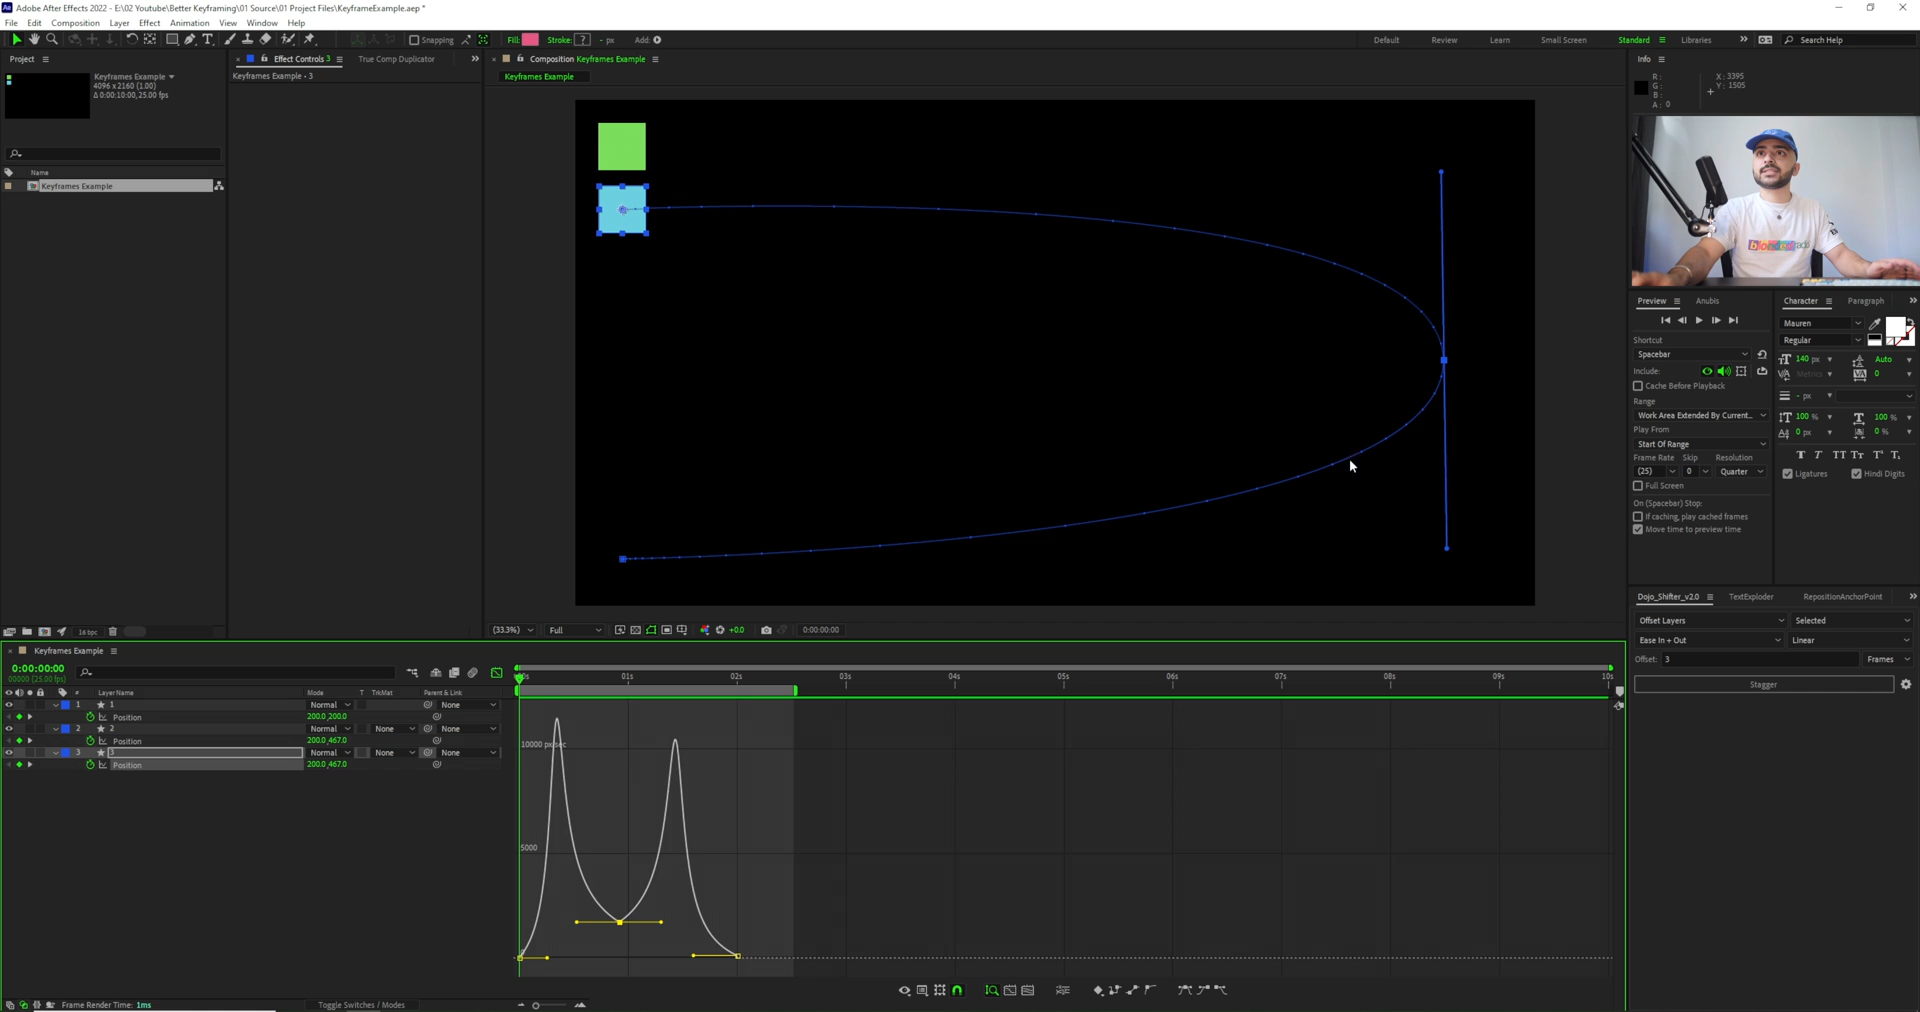 Adobe After Effects 2022 - E:\02 Youtube\Better Keyframing\01 Source\01 Project Files\KeyframeExample.aep *
File Edit Composition Layer Effect Animation View Window Help
Snapping Fill: Stroke: ? - px Add:
Default Review Learn Small Screen Standard Libraries Search Help
Project
Effect Controls 3 True Comp Duplicator
Composition Keyframes Example
Info
Keyframes Example
4096 x 2160 (1.00)
Δ 0:00:10:00, 25.00 fps
Keyframes Example - 3
Keyframes Example
R :
G :
B :
A : 0
X : 3395
Y : 1505
Name
Keyframes Example
Preview Anubis
Shortcut
Spacebar
Include:
Cache Before Playback
Range
Work Area Extended By Current...
Play From
Start Of Range
Frame Rate Skip Resolution
(25) 0 Quarter
Full Screen
On (Spacebar) Stop:
If caching, play cached frames
Move time to preview time
Character Paragraph
Mauren
Regular
140 px Auto
Metrics 0
- px
100 % 100 %
0 px 0 %
Ligatures Hindi Digits
Dojo_Shifter_v2.0 TextExploder RepositionAnchorPoint
Offset Layers Selected
Ease In + Out Linear
Offset: 3 Frames
Stagger
16 bpc
(33.3%) Full +0.0 0:00:00:00
Keyframes Example
0:00:00:00
00000 (25.00 fps)
# Layer Name Mode T TrkMat Parent & Link
1 1 Normal None
Position 200.0,200.0
2 2 Normal None None
Position 200.0,467.0
3 3 Normal None None
Position 200.0,467.0
01s 02s 03s 04s 05s 06s 07s 08s 09s 10s
10000 px/sec
5000
0
Frame Render Time: 1ms
Toggle Switches / Modes